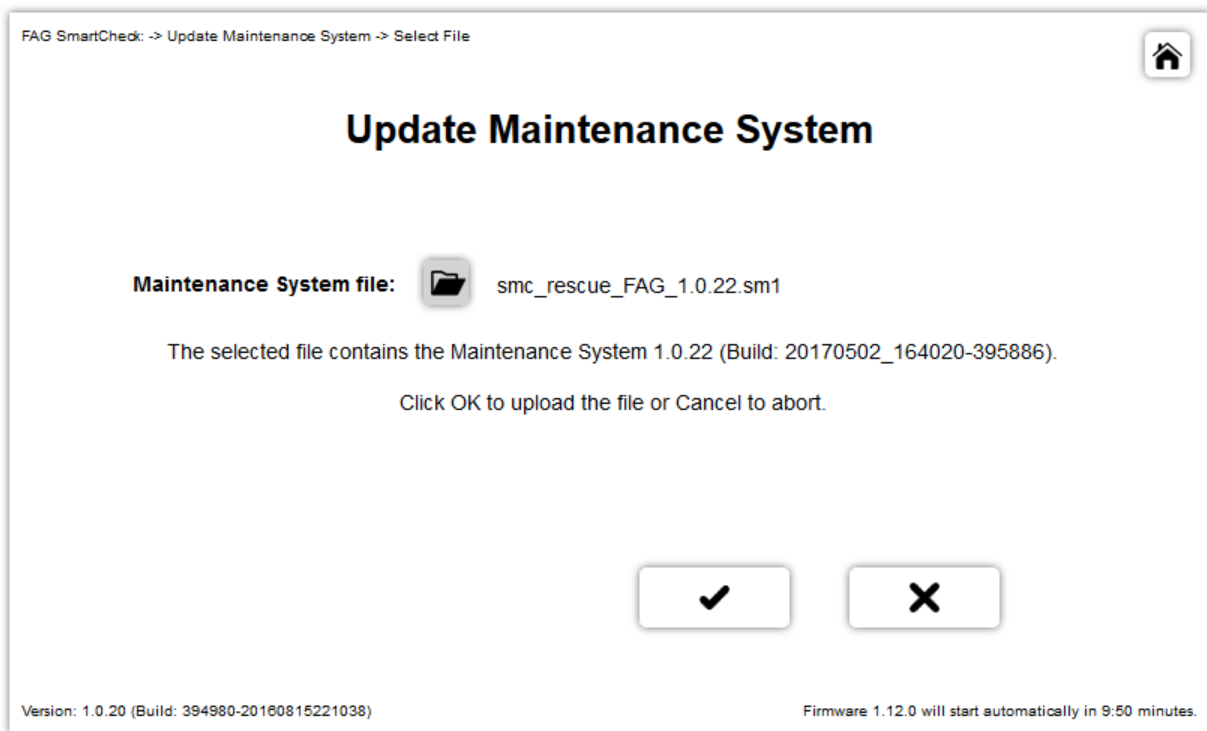 FAG SmartCheck: -> Update Maintenance System -> Select File
Update Maintenance System
Maintenance System file: smc_rescue_FAG_1.0.22.sm1
The selected file contains the Maintenance System 1.0.22 (Build: 20170502_164020-395886).
Click OK to upload the file or Cancel to abort.
Version: 1.0.20 (Build: 394980-20160815221038)
Firmware 1.12.0 will start automatically in 9:50 minutes.